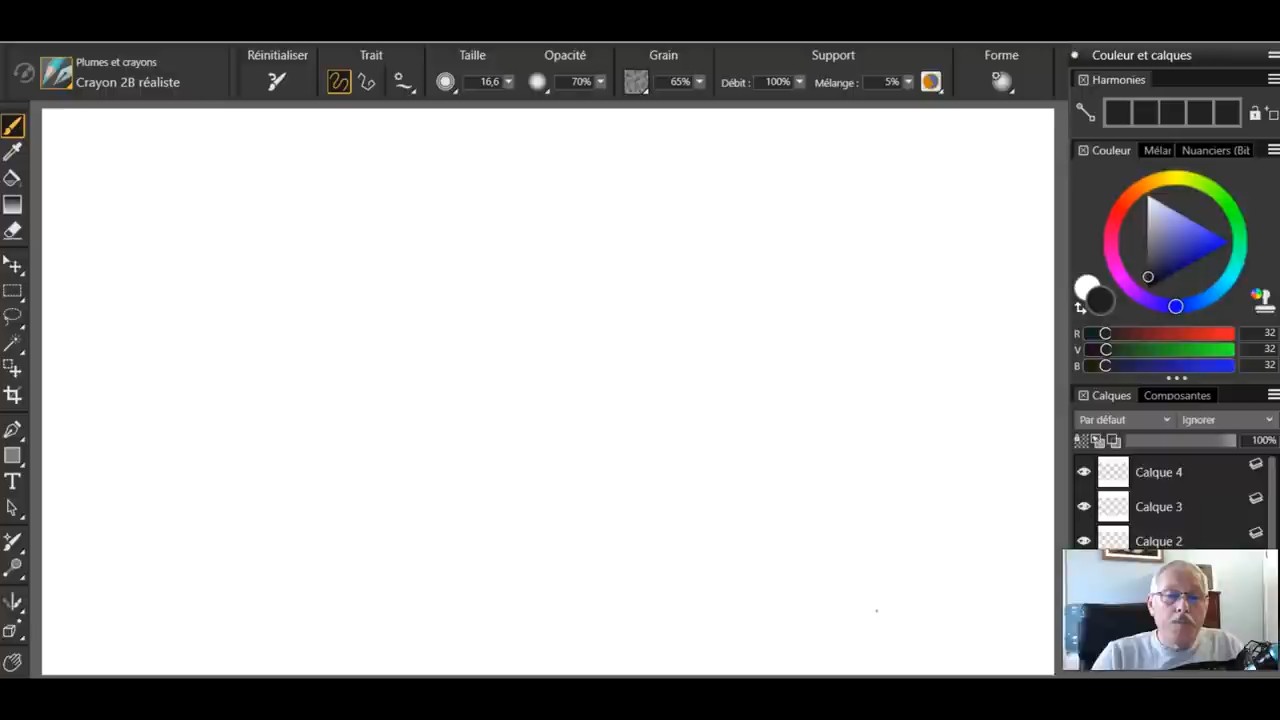 Plumes et crayons
Crayon 2B réaliste
Réinitialiser
Trait
Taille
16,6
Opacité
70%
Grain
65%
Support
Débit : 100%
Mélange : 5%
Forme
Couleur et calques
Harmonies
Couleur
Mélar
Nuanciers (Bib
R 32
V 32
B 32
Calques
Composantes
Par défaut
Ignorer
100%
Calque 4
Calque 3
Calque 2
T